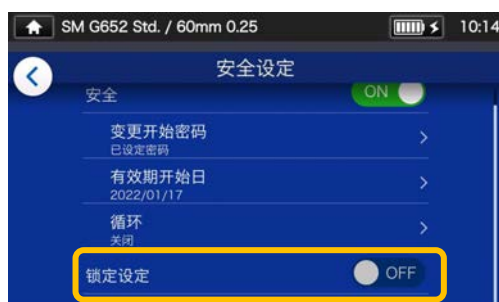 SM G652 Std. / 60mm 0.25 10:14
安全设定
安全 ON
变更开始密码
已设定密码
有效期开始日
2022/01/17
循环
关闭
锁定设定 OFF